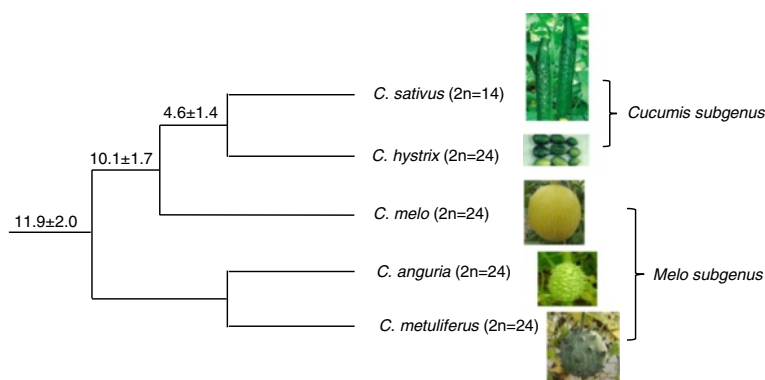 C. sativus (2n=14)
4.6±1.4
Cucumis subgenus
C. hystrix (2n=24)
10.1±1.7
C. melo (2n=24)
11.9±2.0
C. anguria (2n=24)
Melo subgenus
C. metuliferus (2n=24)